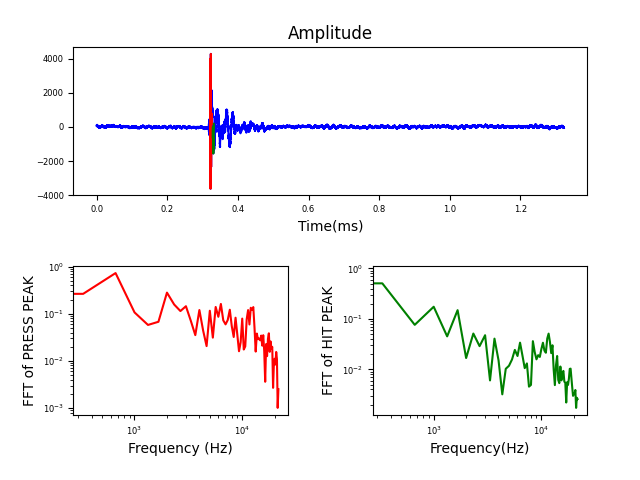 Amplitude
4000
2000
0
−2000
−4000
0.0 0.2 0.4 0.6 0.8 1.0 1.2
Time(ms)
FFT of PRESS PEAK
10⁰
10⁻¹
10⁻²
10⁻³
10³ 10⁴
Frequency (Hz)
FFT of HIT PEAK
10⁰
10⁻¹
10⁻²
10³ 10⁴
Frequency(Hz)